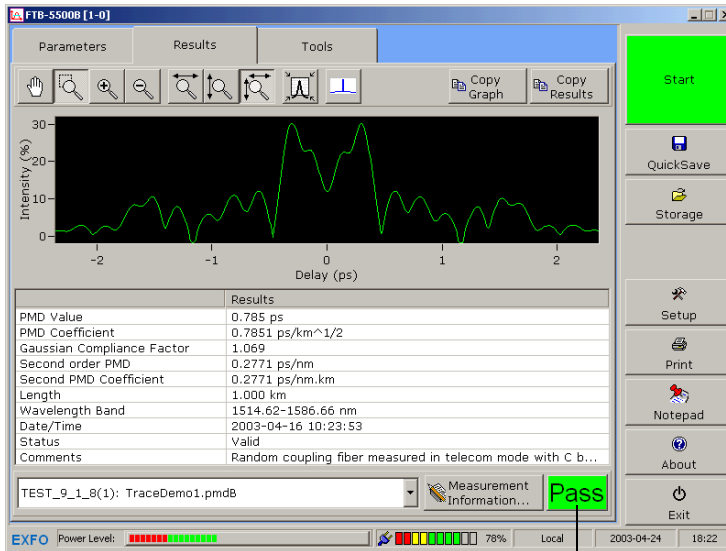 FTB-5500B [1-0]
Parameters Results Tools
Copy Graph
Copy Results
Start
QuickSave
Storage
Setup
Print
Notepad
About
Exit
Intensity (%)
30
20
10
0
-2 -1 0 1 2
Delay (ps)
Results
PMD Value 0.785 ps
PMD Coefficient 0.7851 ps/km^1/2
Gaussian Compliance Factor 1.069
Second order PMD 0.2771 ps/nm
Second PMD Coefficient 0.2771 ps/nm.km
Length 1.000 km
Wavelength Band 1514.62-1586.66 nm
Date/Time 2003-04-16 10:23:53
Status Valid
Comments Random coupling fiber measured in telecom mode with C b...
TEST_9_1_8(1): TraceDemo1.pmdB
Measurement Information...
Pass
EXFO Power Level: 78% Local 2003-04-24 18:22